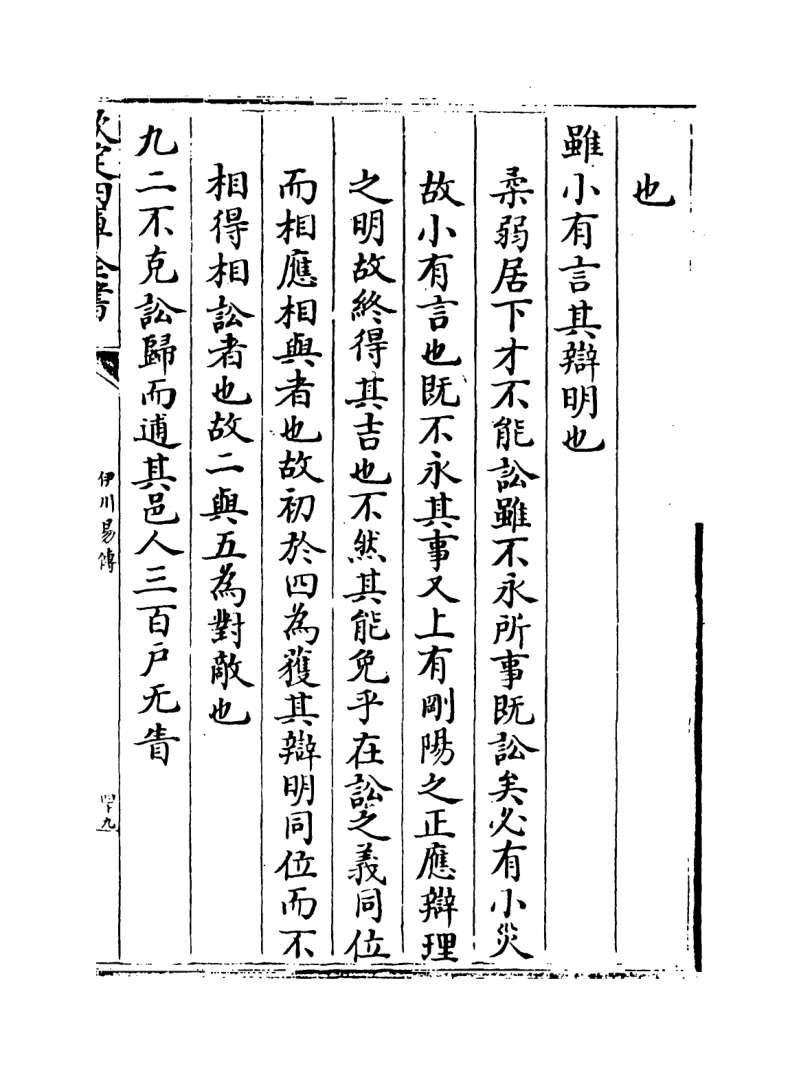 也
雖小有言其辯明也
柔弱居下才不能訟雖不永所事既訟矣必有小災
故小有言也既不永其事又上有剛陽之正應辯理
之明故終得其吉也不然其能免乎在訟之義同位
而相應相與者也故初於四為獲其辯明同位而不
相得相訟者也故二與五為對敵也
九二不克訟歸而逋其邑人三百戶无眚
欽定四庫全書
伊川易傳
四十九